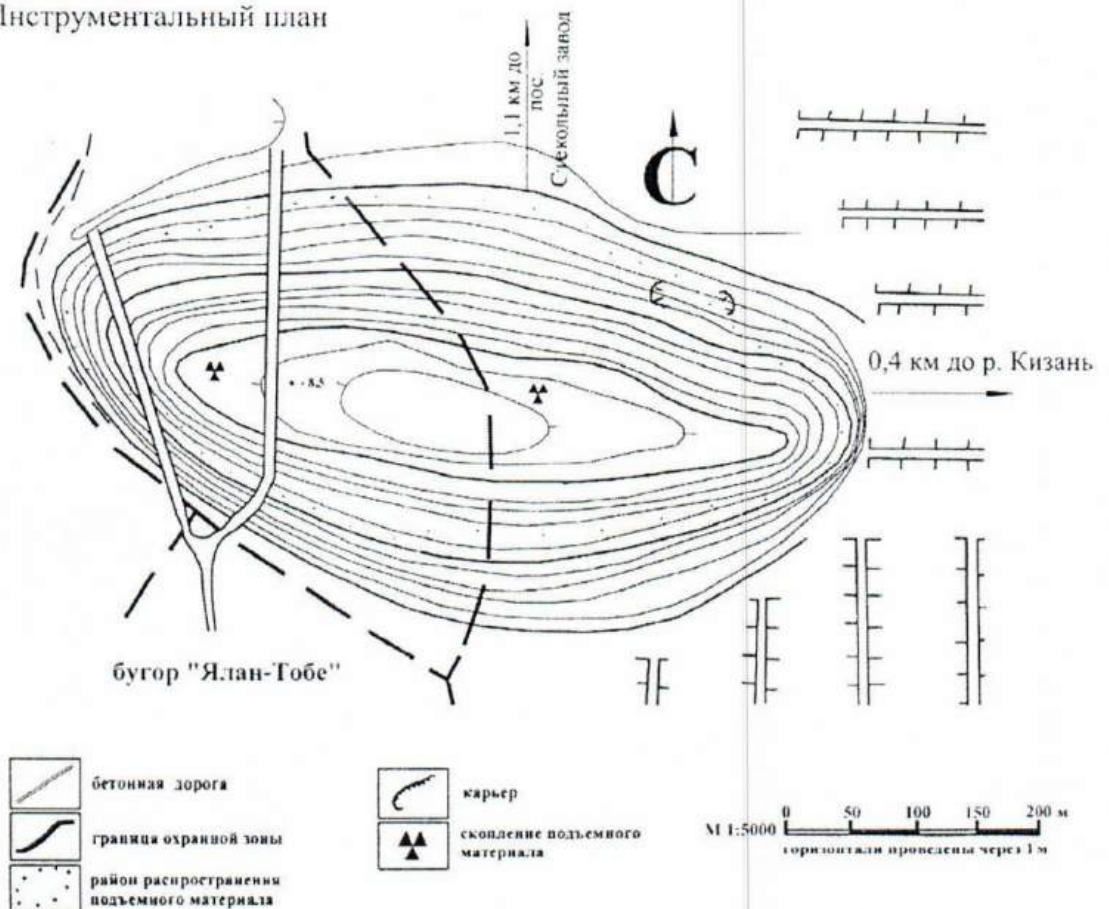 Инструментальный план
1,1 км до
пос.
Стекольный завод
С
0,4 км до р. Кизань
- 8,5
бугор "Ялан-Тобе"
бетонная дорога
граница охранной зоны
район распространения
подъемного материала
карьер
скопление подъемного
материала
М 1:5000
0 50 100 200 м
горизонтали проведены через 1 м